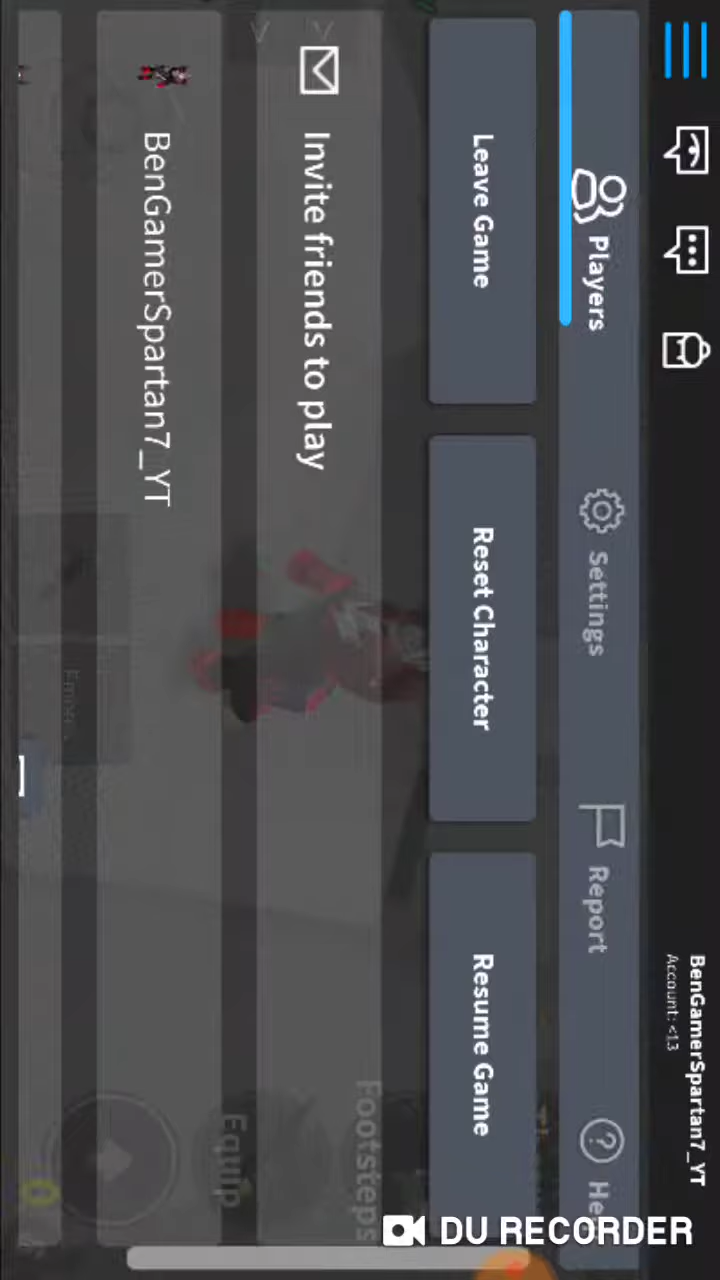 BenGamerSpartan7_YT
Account: <13
Players
Settings
Report
Leave Game
Reset Character
Resume Game
Invite friends to play
Footsteps
BenGamerSpartan7_YT
Equip
0
DU RECORDER